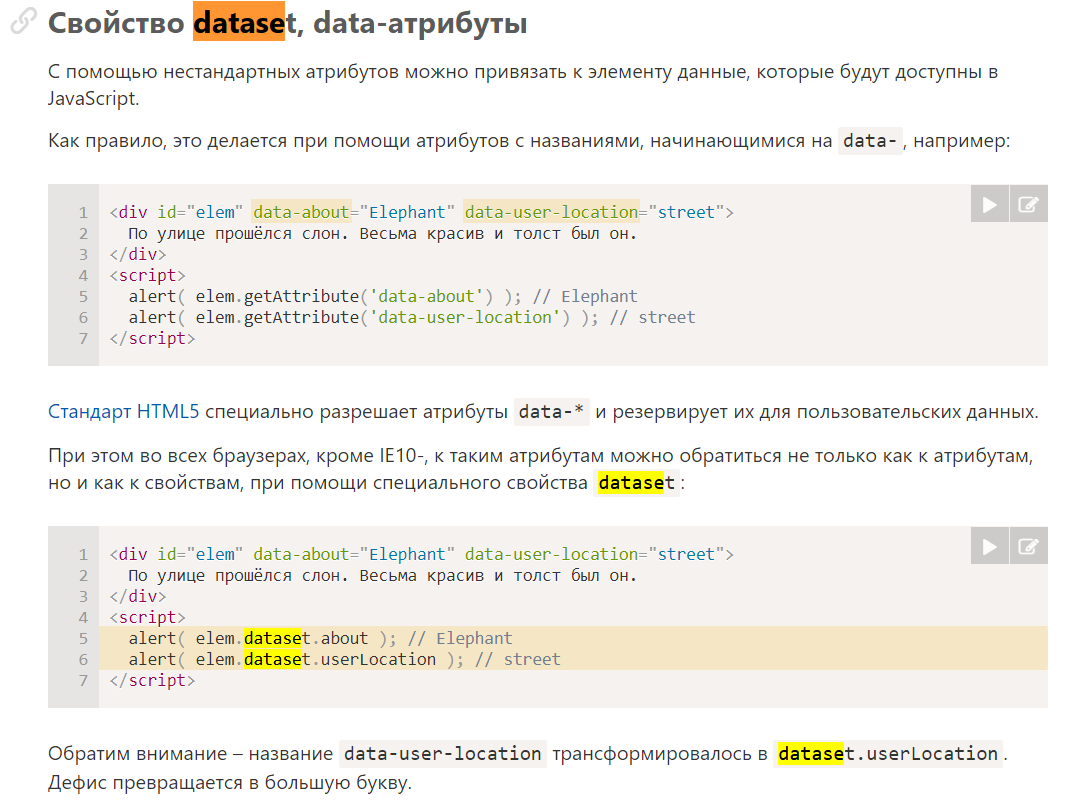 Свойство dataset, data-атрибуты
С помощью нестандартных атрибутов можно привязать к элементу данные, которые будут доступны в
JavaScript.
Как правило, это делается при помощи атрибутов с названиями, начинающимися на data-, например:
1 <div id="elem" data-about="Elephant" data-user-location="street">
2   По улице прошёлся слон. Весьма красив и толст был он.
3 </div>
4 <script>
5   alert( elem.getAttribute('data-about') ); // Elephant
6   alert( elem.getAttribute('data-user-location') ); // street
7 </script>
Стандарт HTML5 специально разрешает атрибуты data-* и резервирует их для пользовательских данных.
При этом во всех браузерах, кроме IE10-, к таким атрибутам можно обратиться не только как к атрибутам,
но и как к свойствам, при помощи специального свойства dataset:
1 <div id="elem" data-about="Elephant" data-user-location="street">
2   По улице прошёлся слон. Весьма красив и толст был он.
3 </div>
4 <script>
5   alert( elem.dataset.about ); // Elephant
6   alert( elem.dataset.userLocation ); // street
7 </script>
Обратим внимание – название data-user-location трансформировалось в dataset.userLocation.
Дефис превращается в большую букву.